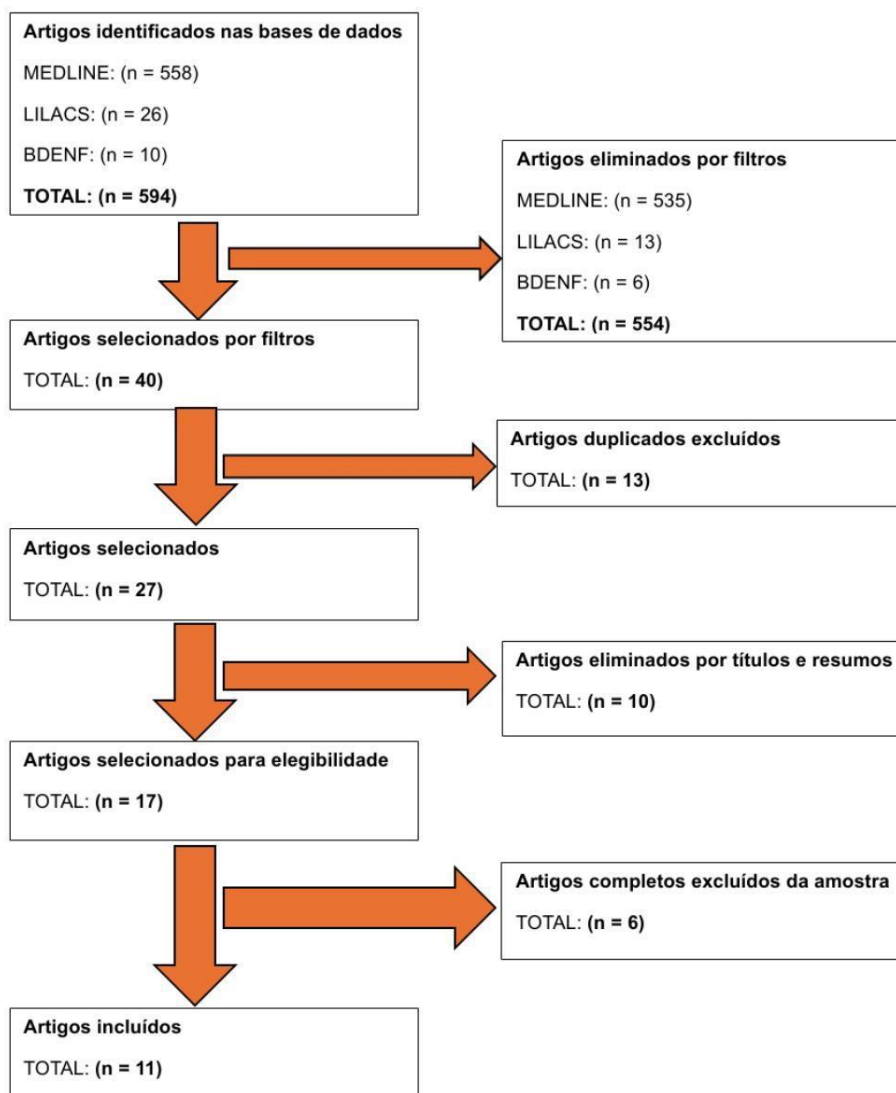 Artigos identificados nas bases de dados
MEDLINE: (n = 558)
LILACS: (n = 26)
BDENF: (n = 10)
TOTAL: (n = 594)
Artigos eliminados por filtros
MEDLINE: (n = 535)
LILACS: (n = 13)
BDENF: (n = 6)
TOTAL: (n = 554)
Artigos selecionados por filtros
TOTAL: (n = 40)
Artigos duplicados excluídos
TOTAL: (n = 13)
Artigos selecionados
TOTAL: (n = 27)
Artigos eliminados por títulos e resumos
TOTAL: (n = 10)
Artigos selecionados para elegibilidade
TOTAL: (n = 17)
Artigos completos excluídos da amostra
TOTAL: (n = 6)
Artigos incluídos
TOTAL: (n = 11)